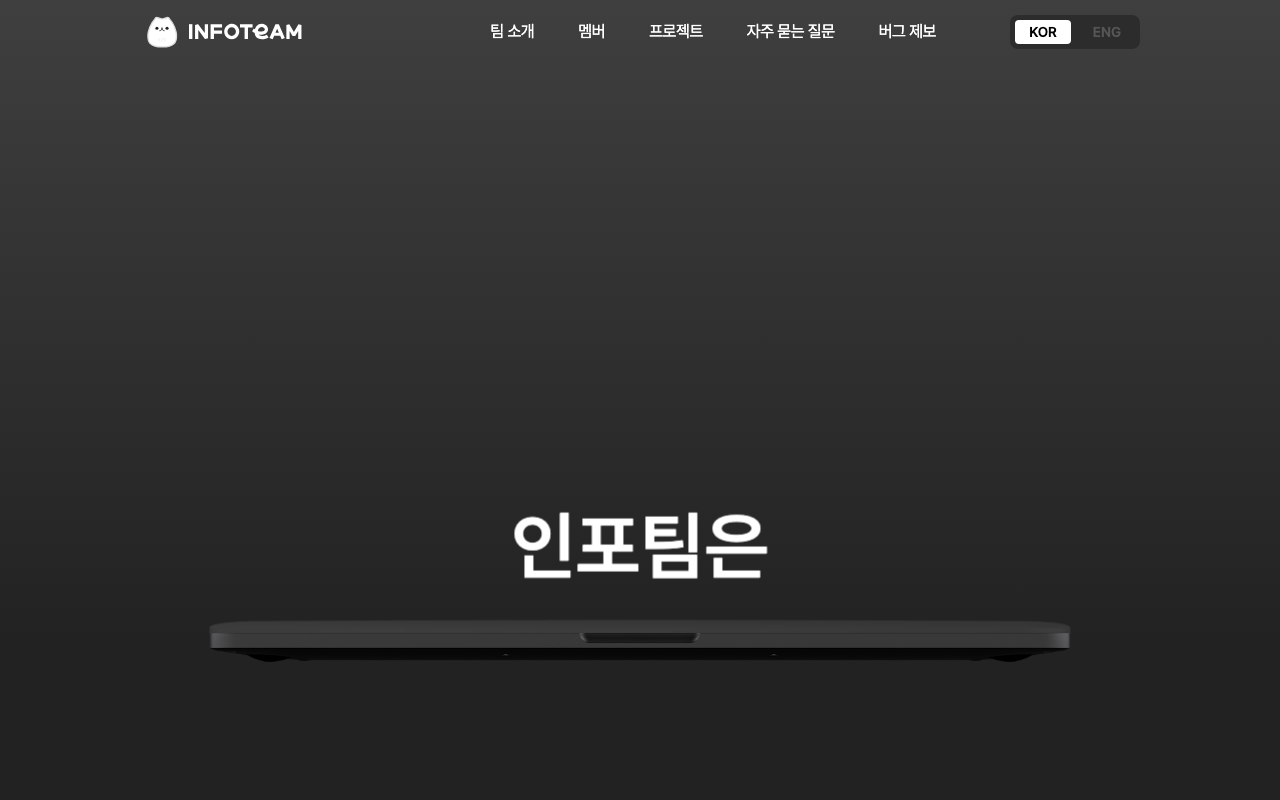 INFOTEAM
팀 소개
멤버
프로젝트
자주 묻는 질문
버그 제보
KOR
ENG
인포팀은